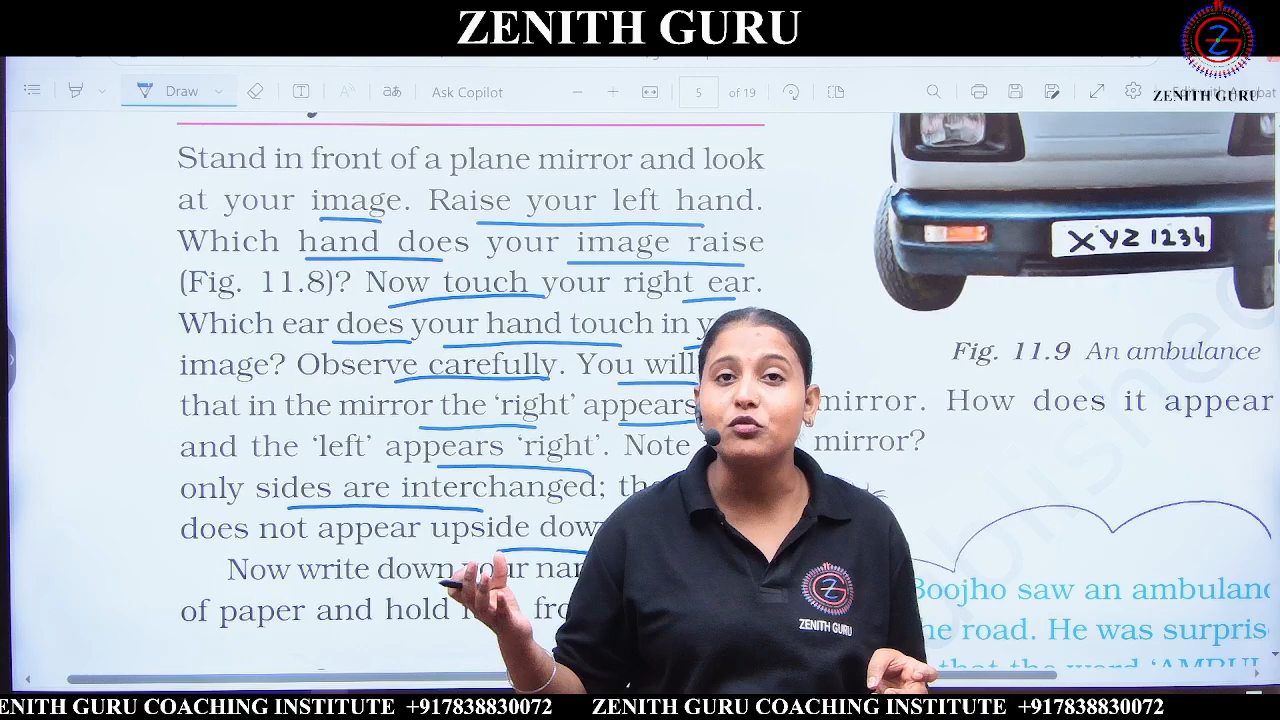 ZENITH GURU
Draw
Ask Copilot
5
of 19
ZENITH GURU
Stand in front of a plane mirror and look
at your image. Raise your left hand.
Which hand does your image raise
(Fig. 11.8)? Now touch your right ear.
Which ear does your hand touch in
image? Observe carefully. You will
that in the mirror the ‘right’ appears
and the ‘left’ appears ‘right’. Note
only sides are interchanged;
does not appear upside
Now write down your
of paper and hold
XYZ 1234
Fig. 11.9 An ambulance
mirror. How does it appear
mirror?
Boojho saw an
the road. He was
that the word
ZENITH GURU
ZENITH GURU COACHING INSTITUTE +917838830072 ZENITH GURU COACHING INSTITUTE +917838830072